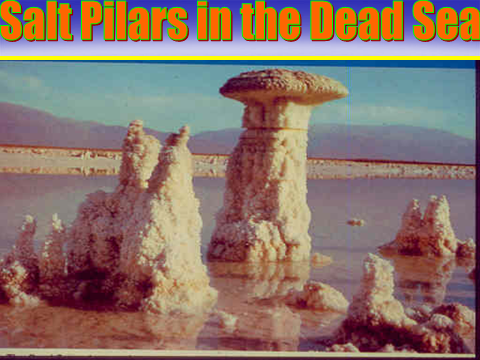 Salt Pilars in the Dead Sea